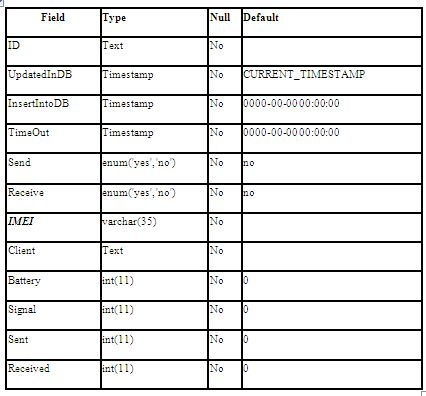 Field Type Null Default
ID Text No
UpdatedInDB Timestamp No CURRENT_TIMESTAMP
InsertIntoDB Timestamp No 0000-00-0000:00:00
TimeOut Timestamp No 0000-00-0000:00:00
Send enum('yes','no') No no
Receive enum('yes','no') No no
IMEI varchar(35) No
Client Text No
Battery int(11) No 0
Signal int(11) No 0
Sent int(11) No 0
Received int(11) No 0